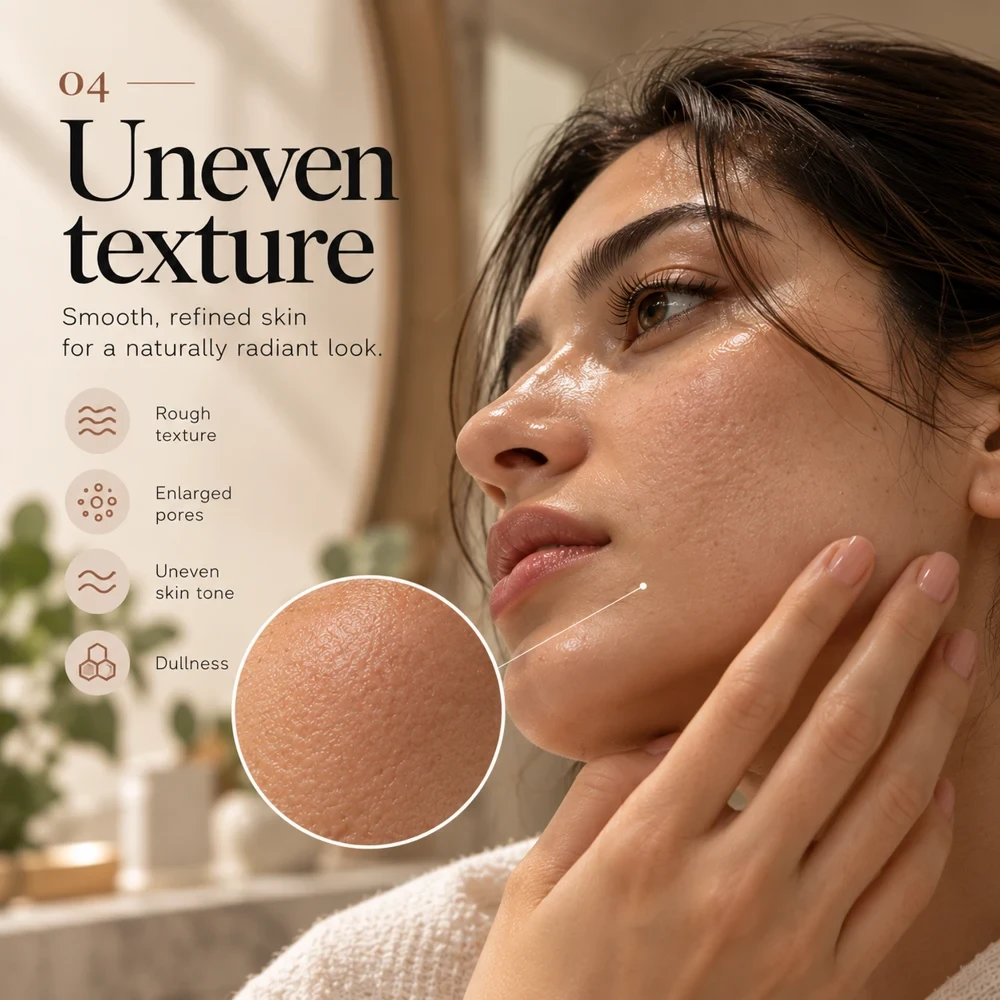 04
Uneven
texture
Smooth, refined skin
for a naturally radiant look.
Rough
texture
Enlarged
pores
Uneven
skin tone
Dullness